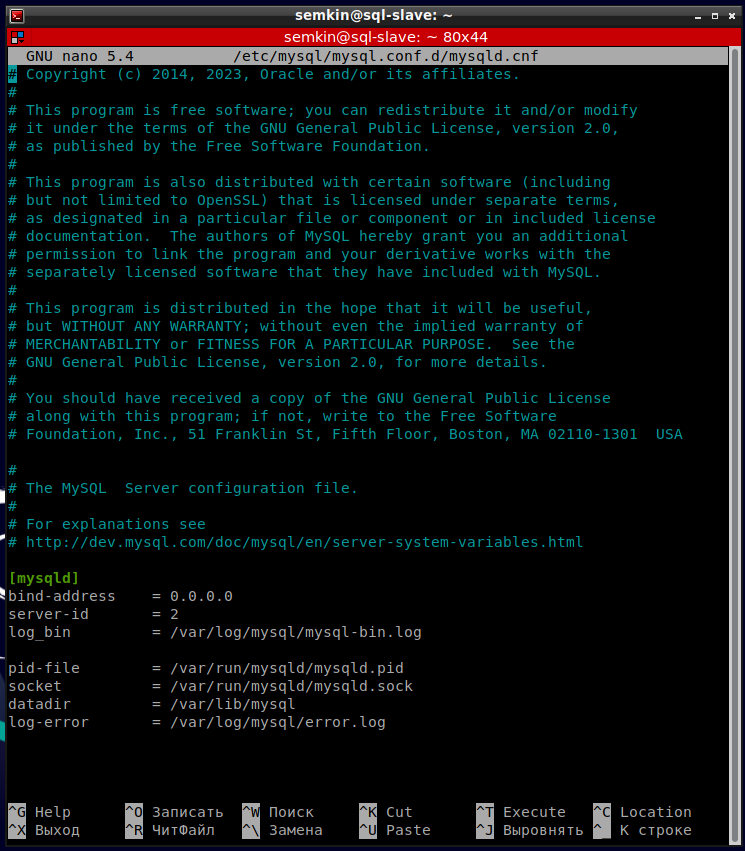 semkin@sql-slave: ~
semkin@sql-slave: ~ 80x44
GNU nano 5.4 /etc/mysql/mysql.conf.d/mysqld.cnf
# Copyright (c) 2014, 2023, Oracle and/or its affiliates.
#
# This program is free software; you can redistribute it and/or modify
# it under the terms of the GNU General Public License, version 2.0,
# as published by the Free Software Foundation.
#
# This program is also distributed with certain software (including
# but not limited to OpenSSL) that is licensed under separate terms,
# as designated in a particular file or component or in included license
# documentation.  The authors of MySQL hereby grant you an additional
# permission to link the program and your derivative works with the
# separately licensed software that they have included with MySQL.
#
# This program is distributed in the hope that it will be useful,
# but WITHOUT ANY WARRANTY; without even the implied warranty of
# MERCHANTABILITY or FITNESS FOR A PARTICULAR PURPOSE.  See the
# GNU General Public License, version 2.0, for more details.
#
# You should have received a copy of the GNU General Public License
# along with this program; if not, write to the Free Software
# Foundation, Inc., 51 Franklin St, Fifth Floor, Boston, MA 02110-1301  USA
#
# The MySQL  Server configuration file.
#
# For explanations see
# http://dev.mysql.com/doc/mysql/en/server-system-variables.html
[mysqld]
bind-address    = 0.0.0.0
server-id       = 2
log_bin         = /var/log/mysql/mysql-bin.log
pid-file        = /var/run/mysqld/mysqld.pid
socket          = /var/run/mysqld/mysqld.sock
datadir         = /var/lib/mysql
log-error       = /var/log/mysql/error.log
^G Help ^O Записать ^W Поиск ^K Cut ^T Execute ^C Location
^X Выход ^R ЧитФайл ^\ Замена ^U Paste ^J Выровнять ^_ К строке